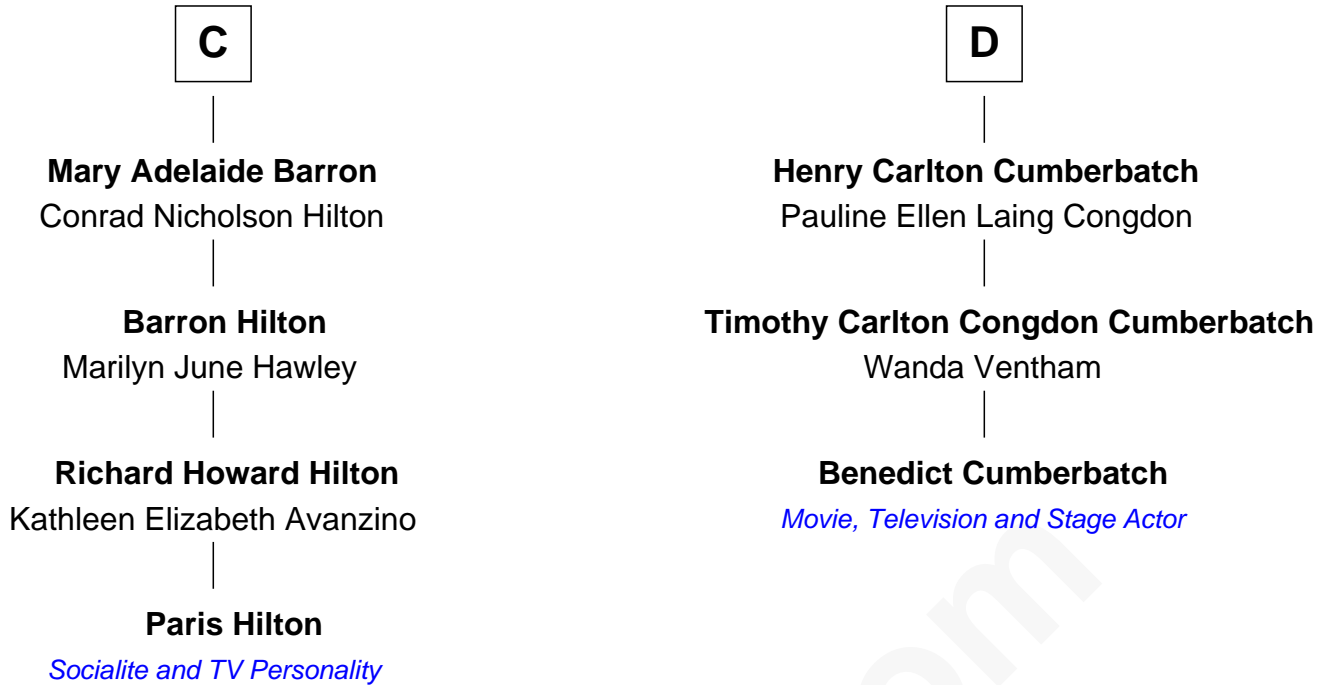 C
Mary Adelaide Barron
Conrad Nicholson Hilton
Barron Hilton
Marilyn June Hawley
Richard Howard Hilton
Kathleen Elizabeth Avanzino
Paris Hilton
Socialite and TV Personality
D
Henry Carlton Cumberbatch
Pauline Ellen Laing Congdon
Timothy Carlton Congdon Cumberbatch
Wanda Ventham
Benedict Cumberbatch
Movie, Television and Stage Actor
om